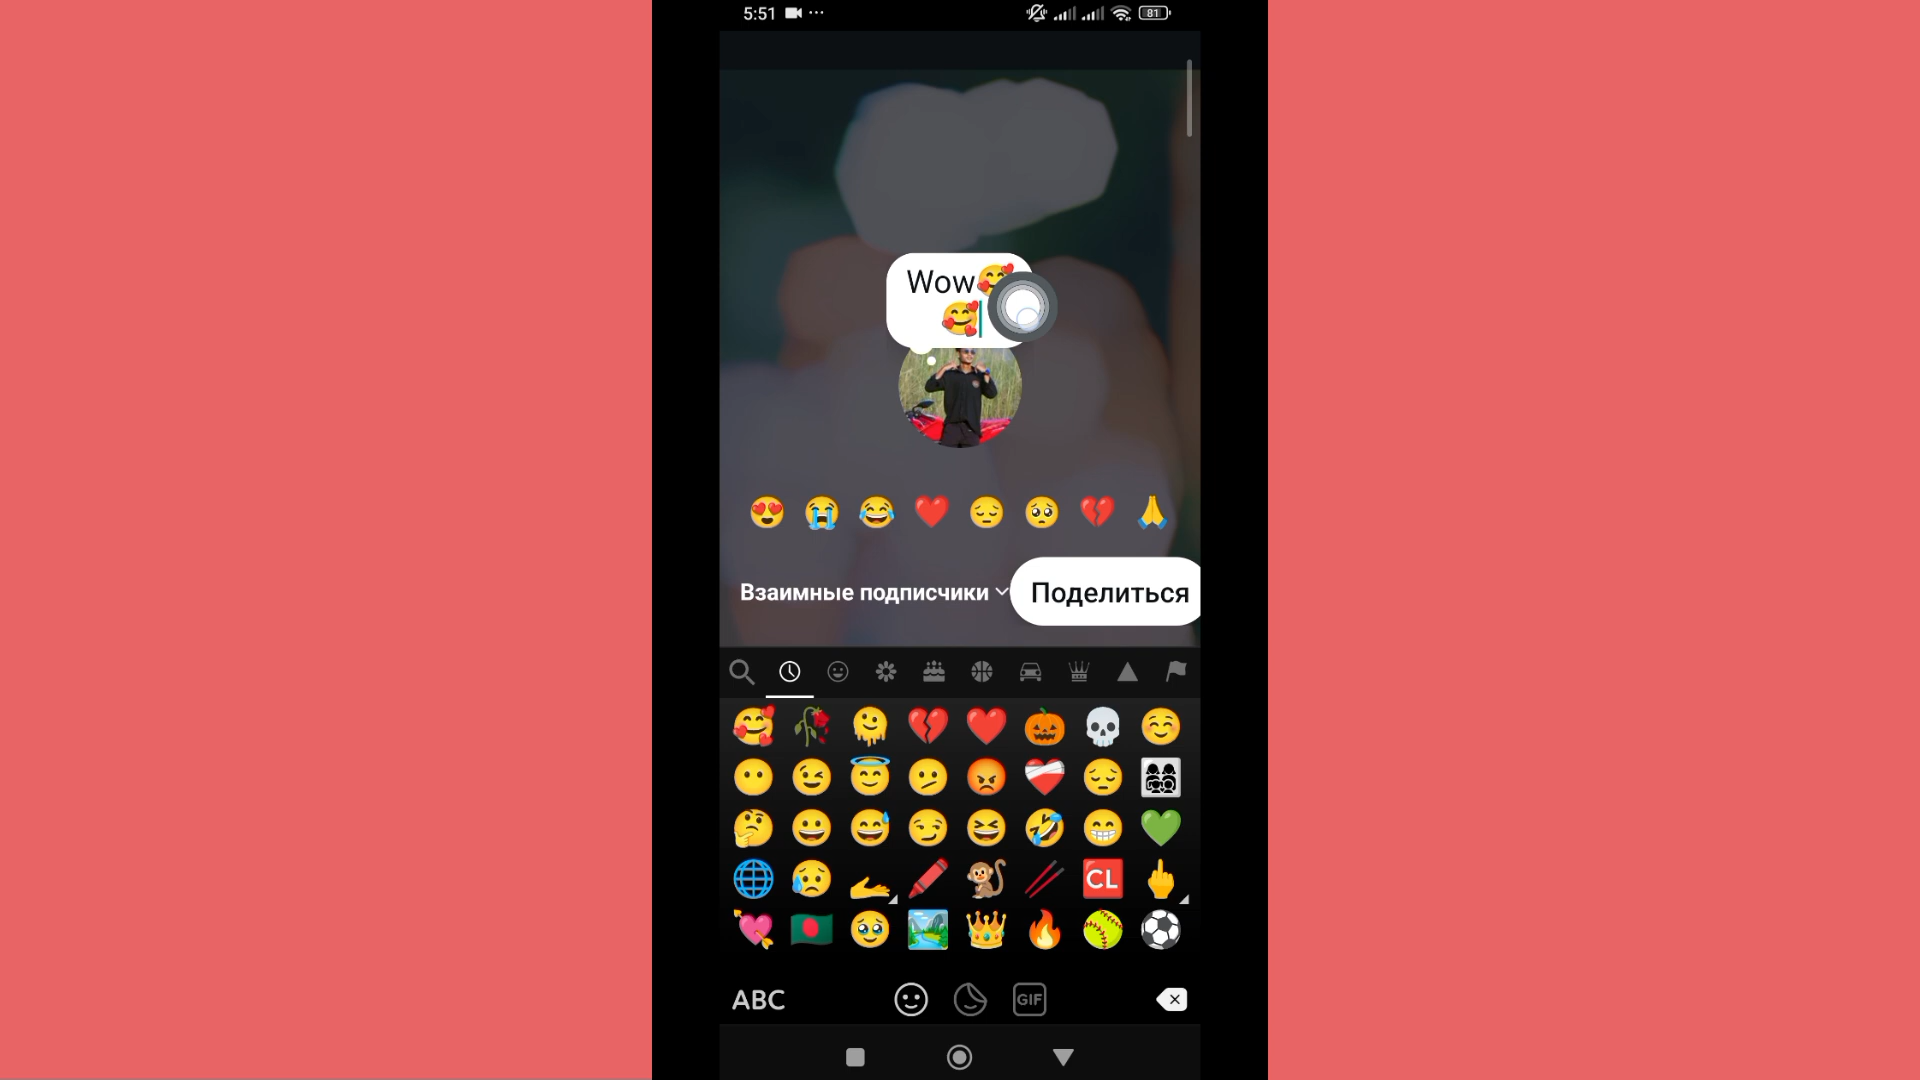 5:51
81
Wow🥰
🥰
Взаимные подписчики
Поделиться
CL
ABC
GIF